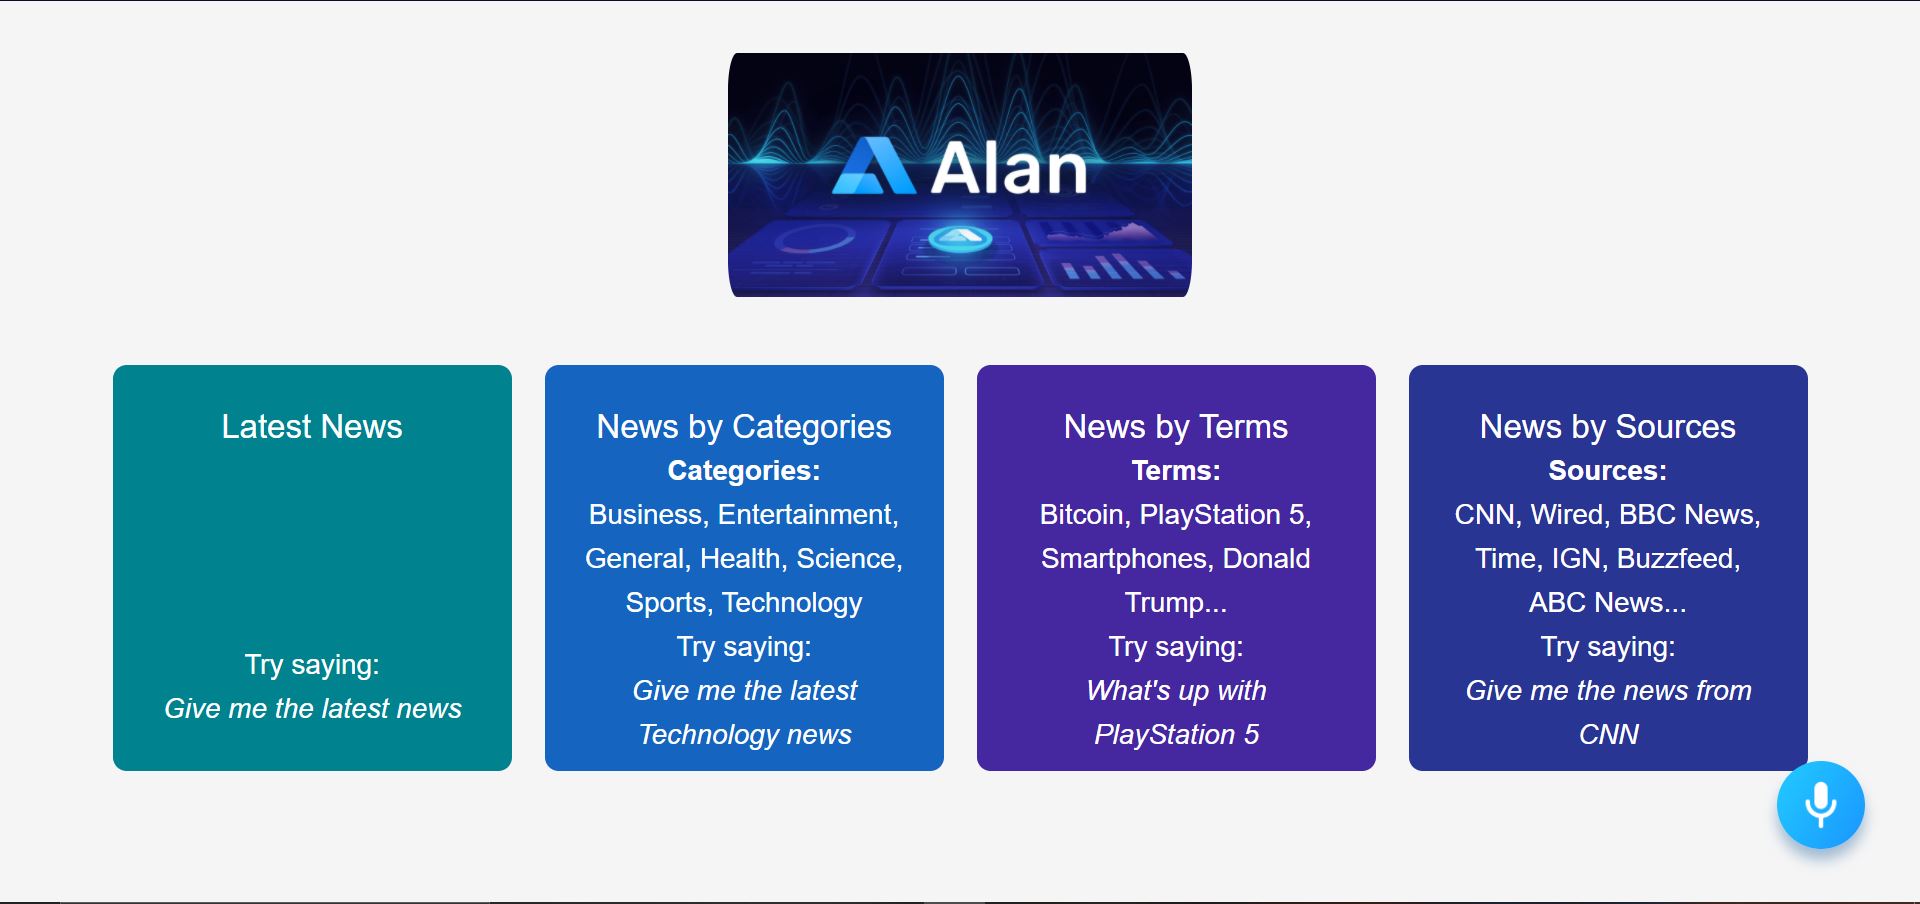 Alan
Latest News
Try saying:
Give me the latest news
News by Categories
Categories:
Business, Entertainment,
General, Health, Science,
Sports, Technology
Try saying:
Give me the latest
Technology news
News by Terms
Terms:
Bitcoin, PlayStation 5,
Smartphones, Donald
Trump...
Try saying:
What's up with
PlayStation 5
News by Sources
Sources:
CNN, Wired, BBC News,
Time, IGN, Buzzfeed,
ABC News...
Try saying:
Give me the news from
CNN